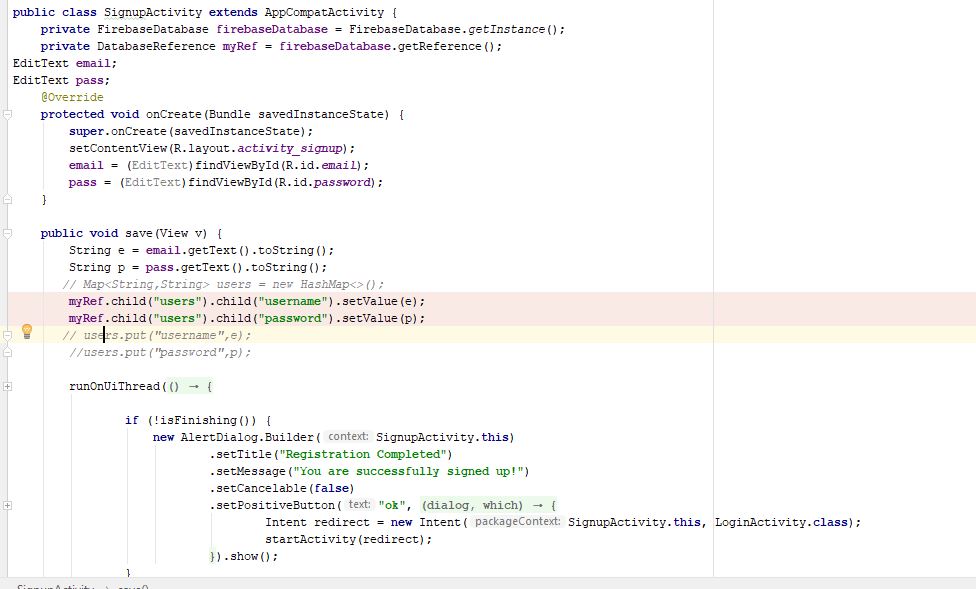 public class SignupActivity extends AppCompatActivity {
private FirebaseDatabase firebaseDatabase = FirebaseDatabase.getInstance();
private DatabaseReference myRef = firebaseDatabase.getReference();
EditText email;
EditText pass;
@Override
protected void onCreate(Bundle savedInstanceState) {
super.onCreate(savedInstanceState);
setContentView(R.layout.activity_signup);
email = (EditText)findViewById(R.id.email);
pass = (EditText)findViewById(R.id.password);
}
public void save(View v) {
String e = email.getText().toString();
String p = pass.getText().toString();
// Map<String,String> users = new HashMap<>();
myRef.child("users").child("username").setValue(e);
myRef.child("users").child("password").setValue(p);
// users.put("username",e);
//users.put("password",p);
runOnUiThread(() → {
if (!isFinishing()) {
new AlertDialog.Builder( context: SignupActivity.this)
.setTitle("Registration Completed")
.setMessage("You are successfully signed up!")
.setCancelable(false)
.setPositiveButton( text: "ok", (dialog, which) → {
Intent redirect = new Intent( packageContext: SignupActivity.this, LoginActivity.class);
startActivity(redirect);
}).show();
}